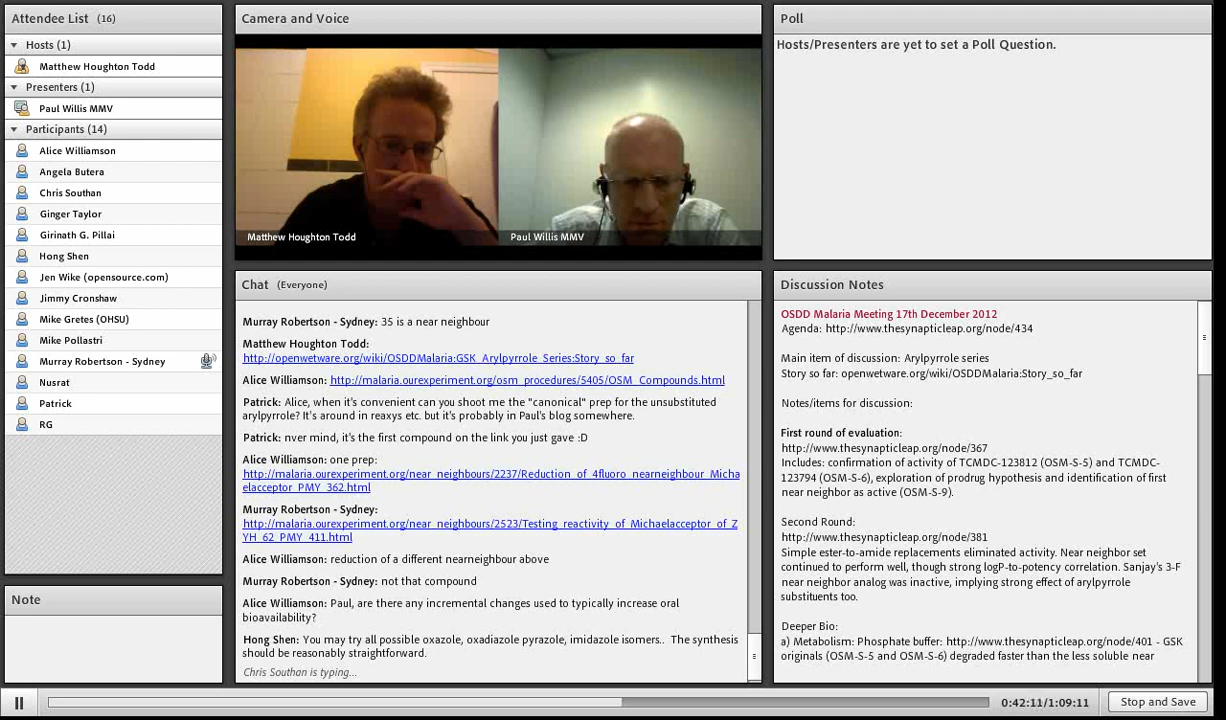 Attendee List (16)
Hosts (1)
Matthew Houghton Todd
Presenters (1)
Paul Willis MMV
Participants (14)
Alice Williamson
Angela Butera
Chris Southan
Ginger Taylor
Girinath G. Pillai
Hong Shen
Jen Wike (opensource.com)
Jimmy Cronshaw
Mike Gretes (OHSU)
Mike Pollastri
Murray Robertson - Sydney
Nusrat
Patrick
RG
Note
Camera and Voice
Matthew Houghton Todd
Paul Willis MMV
Chat (Everyone)
Murray Robertson - Sydney: 35 is a near neighbour
Matthew Houghton Todd:
http://openwetware.org/wiki/OSDDMalaria:GSK_Arylpyrrole_Series:Story_so_far
Alice Williamson: http://malaria.ourexperiment.org/osm_procedures/5405/OSM_Compounds.html
Patrick: Alice, when it's convenient can you shoot me the "canonical" prep for the unsubstituted
arylpyrrole? It's around in reaxys etc. but it's probably in Paul's blog somewhere.
Patrick: nver mind, it's the first compound on the link you just gave :D
Alice Williamson: one prep:
http://malaria.ourexperiment.org/near_neighbours/2237/Reduction_of_4fluoro_nearneighbour_Micha
elacceptor_PMY_362.html
Murray Robertson - Sydney:
http://malaria.ourexperiment.org/near_neighbours/2523/Testing_reactivity_of_Michaelacceptor_of_Z
YH_62_PMY_411.html
Alice Williamson: reduction of a different nearneighbour above
Murray Robertson - Sydney: not that compound
Alice Williamson: Paul, are there any incremental changes used to typically increase oral
bioavailability?
Hong Shen: You may try all possible oxazole, oxadiazole pyrazole, imidazole isomers.. The synthesis
should be reasonably straightforward.
Chris Southan is typing...
Poll
Hosts/Presenters are yet to set a Poll Question.
Discussion Notes
OSDD Malaria Meeting 17th December 2012
Agenda: http://www.thesynapticleap.org/node/434
Main item of discussion: Arylpyrrole series
Story so far: openwetware.org/wiki/OSDDMalaria:Story_so_far
Notes/items for discussion:
First round of evaluation:
http://www.thesynapticleap.org/node/367
Includes: confirmation of activity of TCMDC-123812 (OSM-S-5) and TCMDC-
123794 (OSM-S-6), exploration of prodrug hypothesis and identification of first
near neighbor as active (OSM-S-9).
Second Round:
http://www.thesynapticleap.org/node/381
Simple ester-to-amide replacements eliminated activity. Near neighbor set
continued to perform well, though strong logP-to-potency correlation. Sanjay's 3-F
near neighbor analog was inactive, implying strong effect of arylpyrrole
substituents too.
Deeper Bio:
a) Metabolism: Phosphate buffer: http://www.thesynapticleap.org/node/401 - GSK
originals (OSM-S-5 and OSM-S-6) degraded faster than the less soluble near
0:42:11/1:09:11
Stop and Save